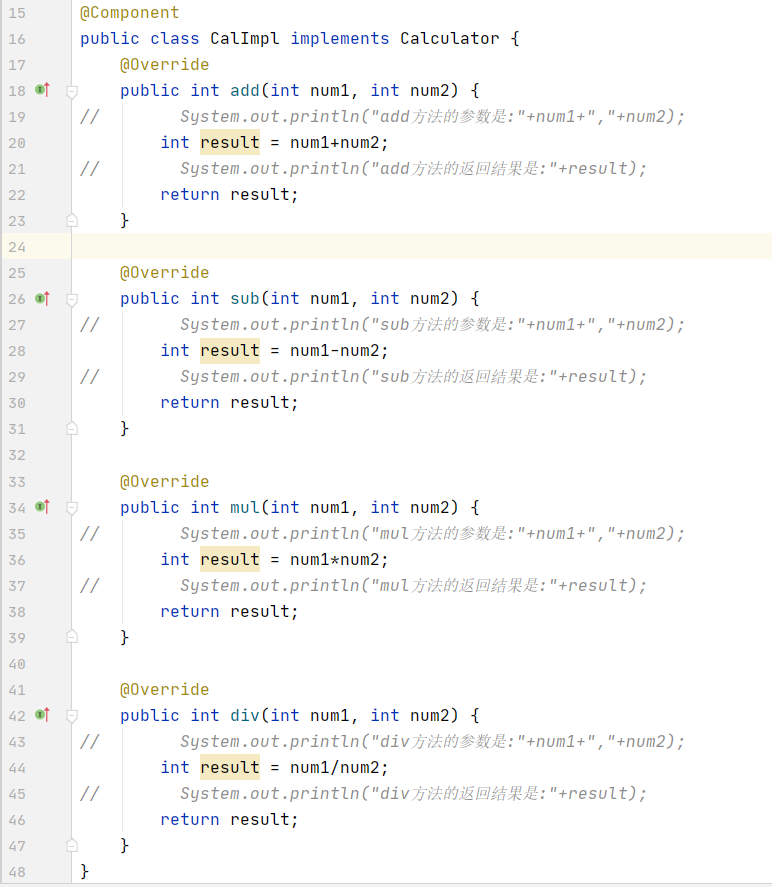 15 @Component
16 public class CalImpl implements Calculator {
17     @Override
18     public int add(int num1, int num2) {
19 //        System.out.println("add方法的参数是:"+num1+","+num2);
20         int result = num1+num2;
21 //        System.out.println("add方法的返回结果是:"+result);
22         return result;
23     }
24
25     @Override
26     public int sub(int num1, int num2) {
27 //        System.out.println("sub方法的参数是:"+num1+","+num2);
28         int result = num1-num2;
29 //        System.out.println("sub方法的返回结果是:"+result);
30         return result;
31     }
32
33     @Override
34     public int mul(int num1, int num2) {
35 //        System.out.println("mul方法的参数是:"+num1+","+num2);
36         int result = num1*num2;
37 //        System.out.println("mul方法的返回结果是:"+result);
38         return result;
39     }
40
41     @Override
42     public int div(int num1, int num2) {
43 //        System.out.println("div方法的参数是:"+num1+","+num2);
44         int result = num1/num2;
45 //        System.out.println("div方法的返回结果是:"+result);
46         return result;
47     }
48 }